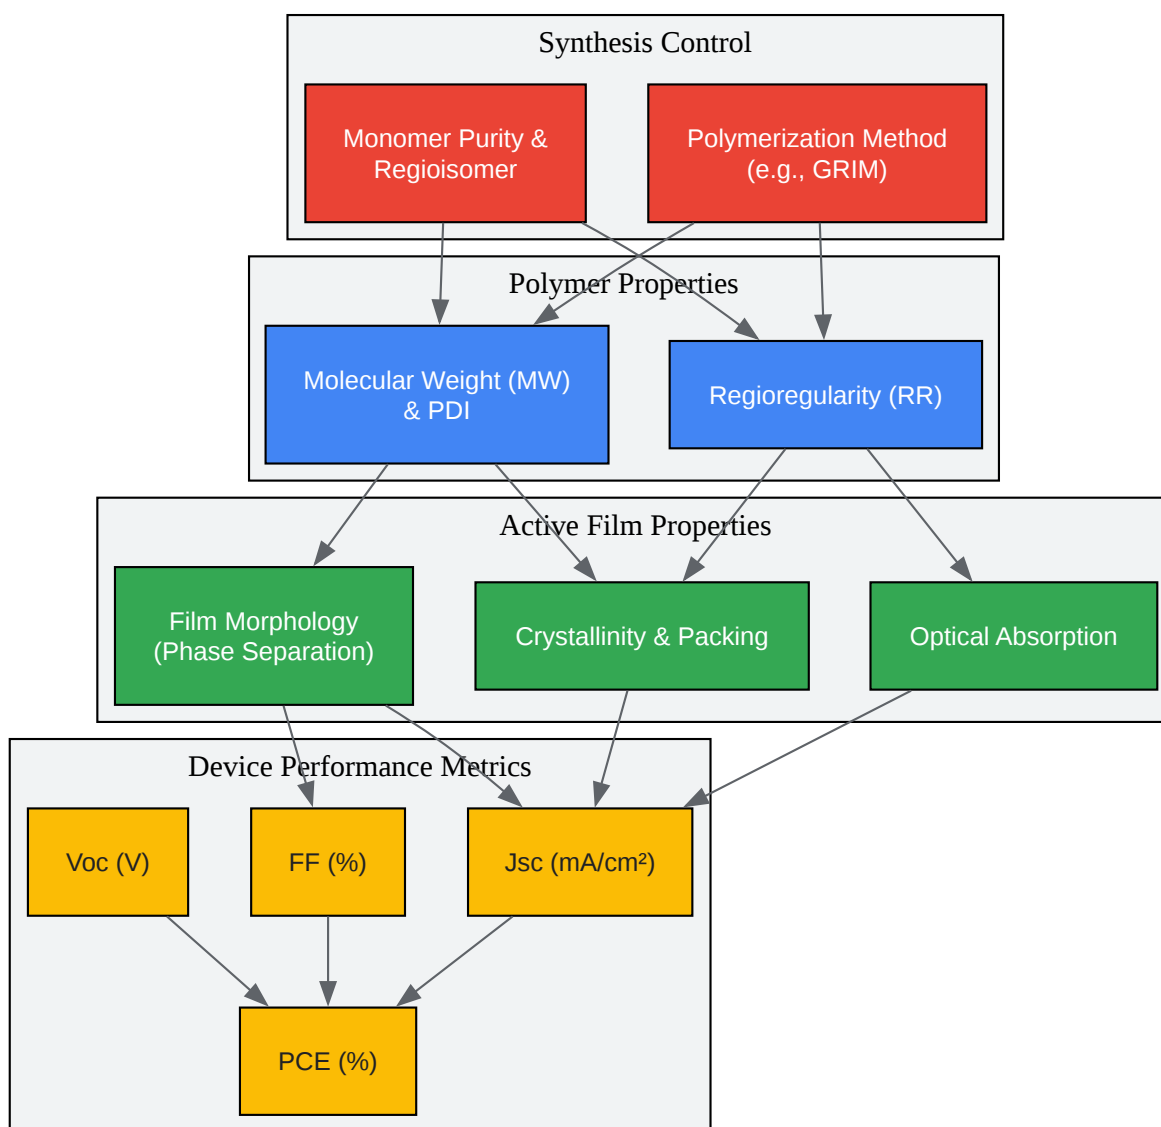 Synthesis Control
Monomer Purity &
Regioisomer
Polymerization Method
(e.g., GRIM)
Polymer Properties
Molecular Weight (MW)
& PDI
Regioregularity (RR)
Active Film Properties
Film Morphology
(Phase Separation)
Crystallinity & Packing
Optical Absorption
Device Performance Metrics
Voc (V)
FF (%)
Jsc (mA/cm²)
PCE (%)